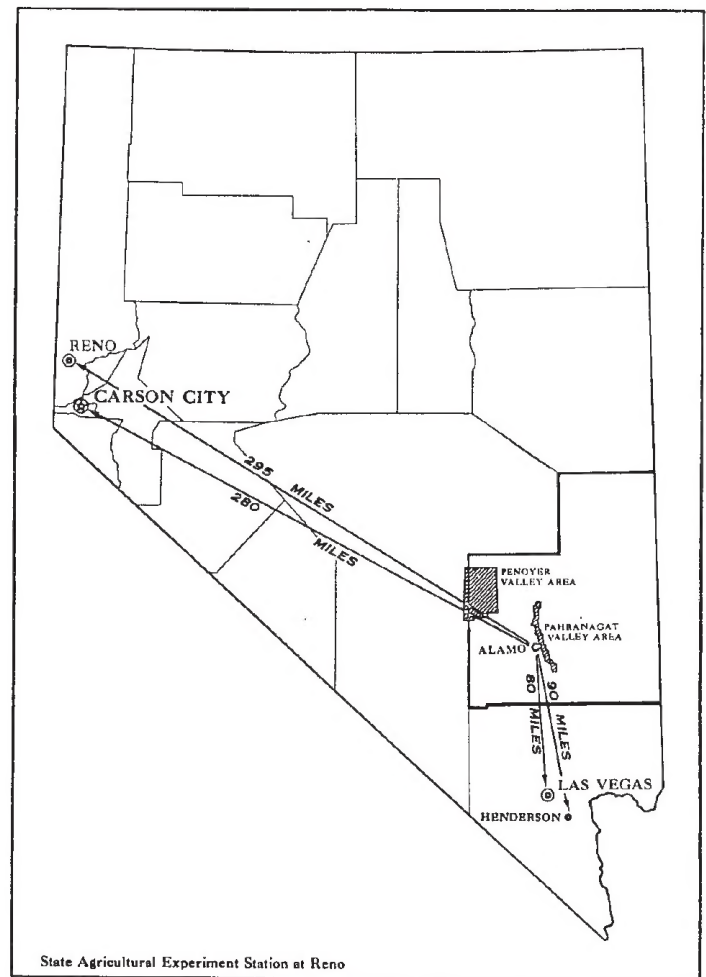 RENO
CARSON CITY
295 MILES
280 MILES
PENOYER
VALLEY AREA
PAHRANAGAT
VALLEY AREA
ALAMO
80 MILES
90 MILES
LAS VEGAS
HENDERSON
State Agricultural Experiment Station at Reno